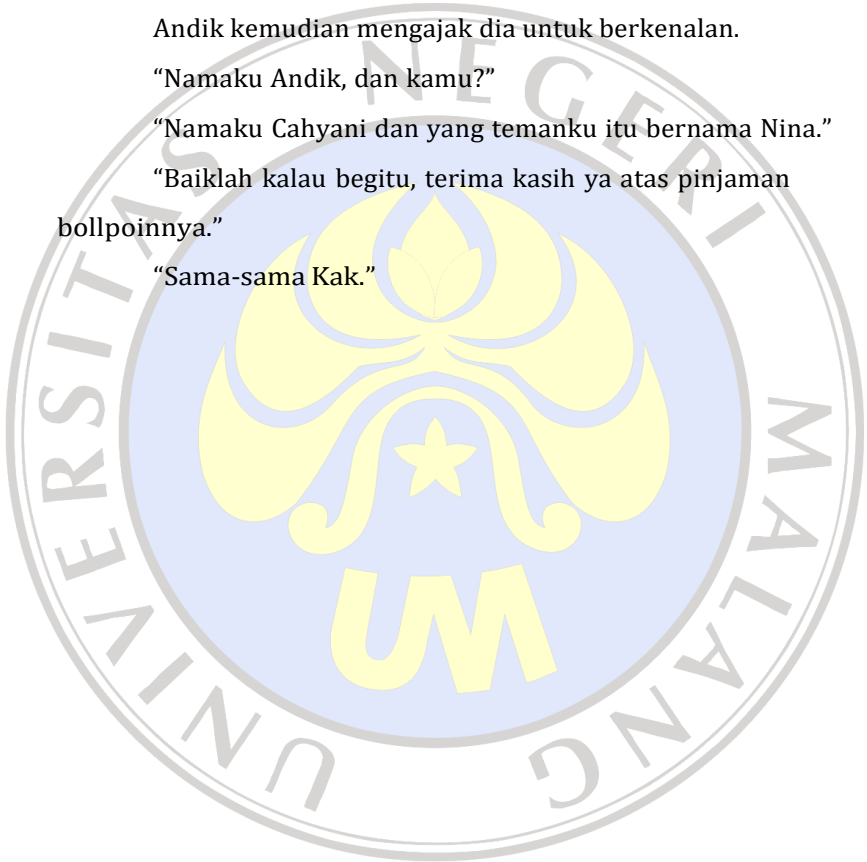 Andik kemudian mengajak dia untuk berkenalan.
“Namaku Andik, dan kamu?”
“Namaku Cahyani dan yang temanku itu bernama Nina.”
“Baiklah kalau begitu, terima kasih ya atas pinjaman
bollpoinnya.”
“Sama-sama Kak.”
UNIVERSITAS NEGERI MALANG
UM